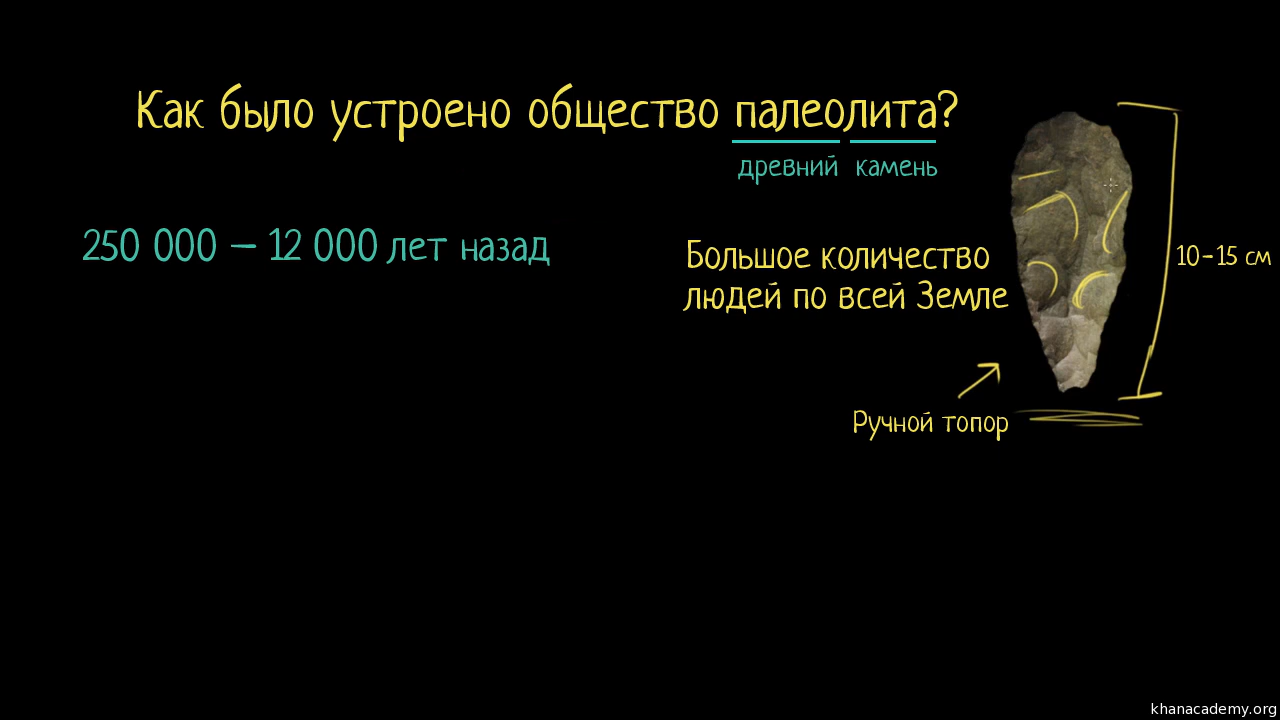 Как было устроено общество палеолита?
древний камень
250 000 – 12 000 лет назад
Большое количество
людей по всей Земле
10-15 см
Ручной топор
khanacademy.org